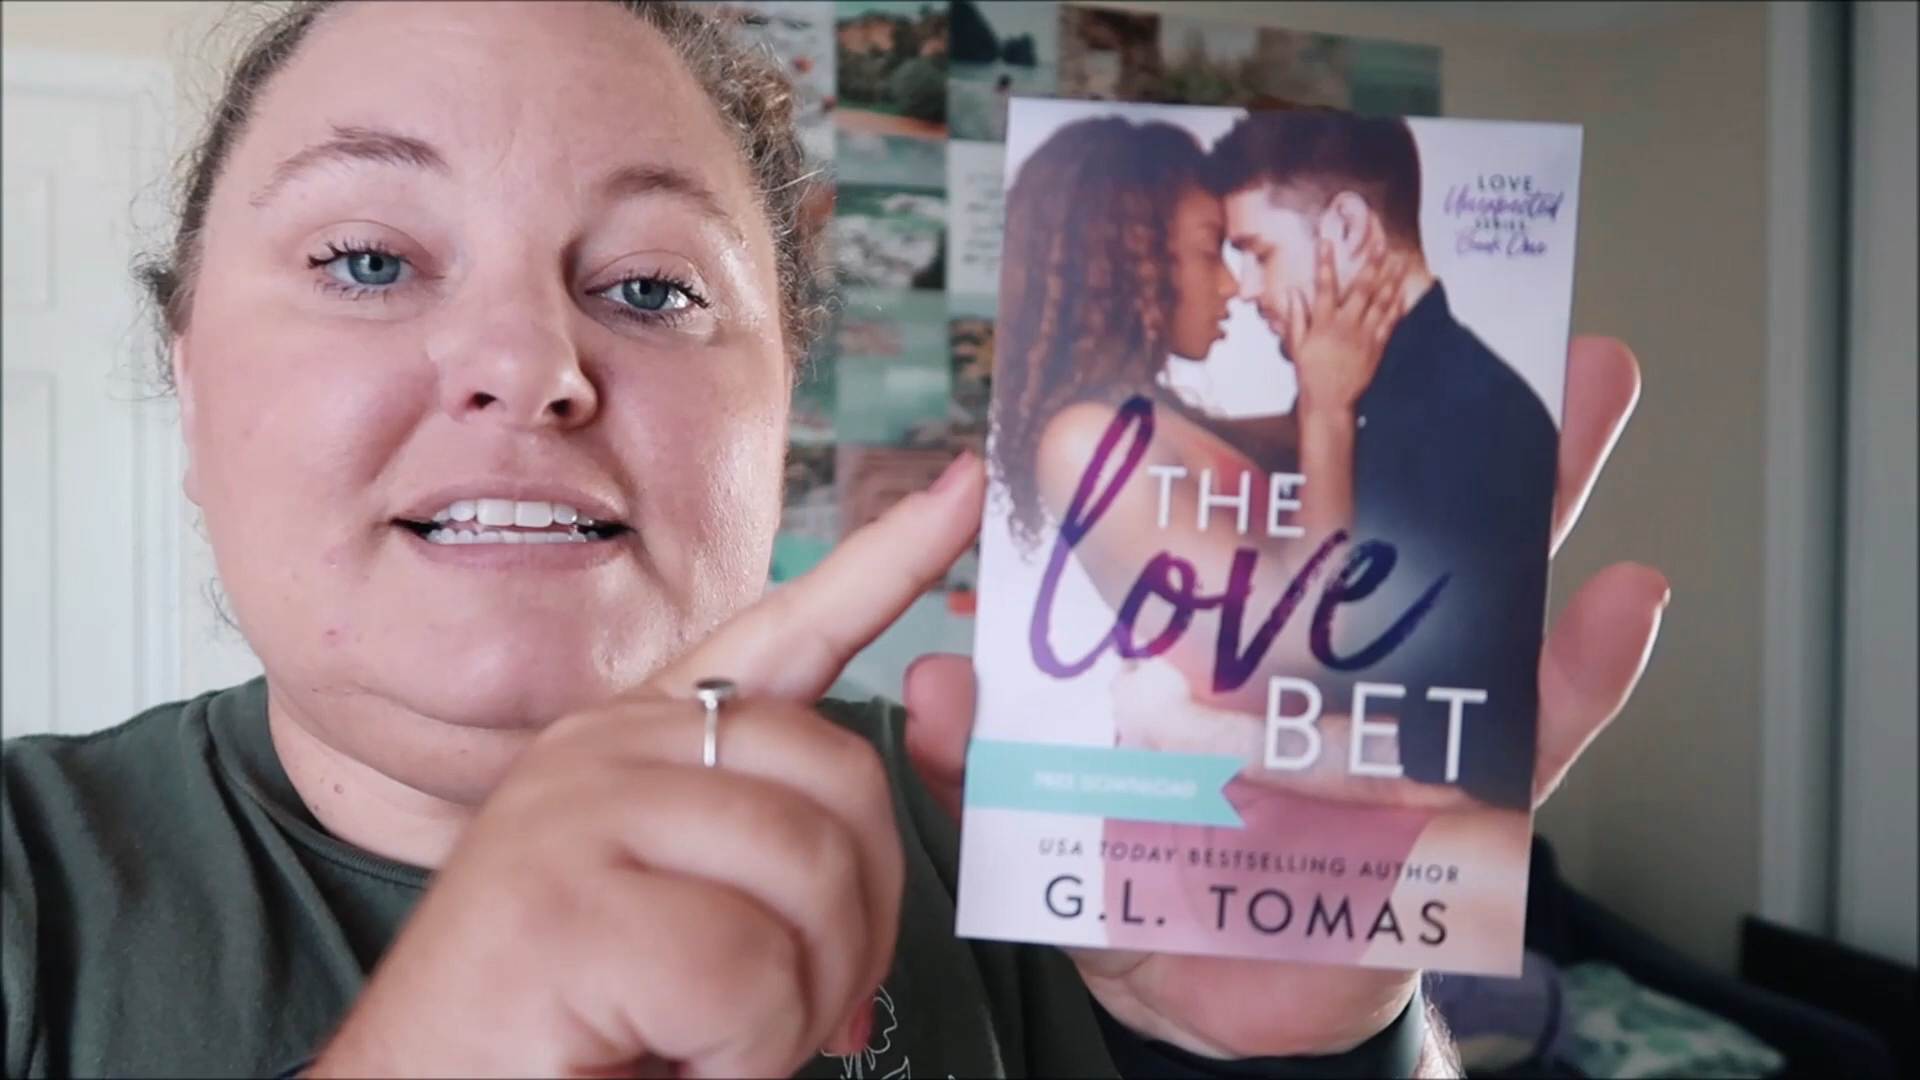 LOVE
Unexpected
SERIES
Book One
THE
love
BET
FREE DOWNLOAD
USA TODAY BESTSELLING AUTHOR
G.L. TOMAS